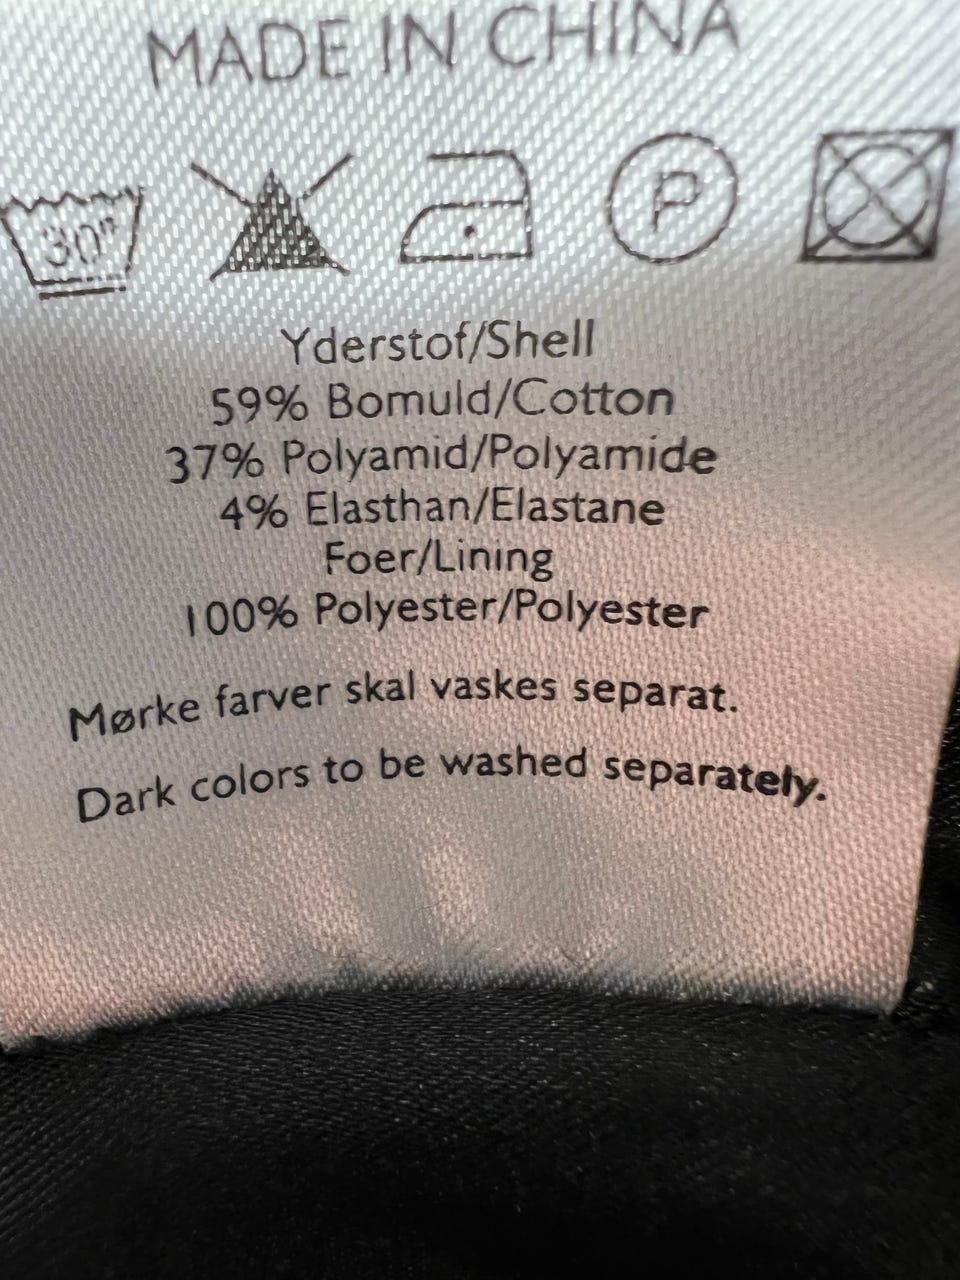 MADE IN CHINA
30°
P
Yderstof/Shell
59% Bomuld/Cotton
37% Polyamid/Polyamide
4% Elasthan/Elastane
Foer/Lining
100% Polyester/Polyester
Mørke farver skal vaskes separat.
Dark colors to be washed separately.